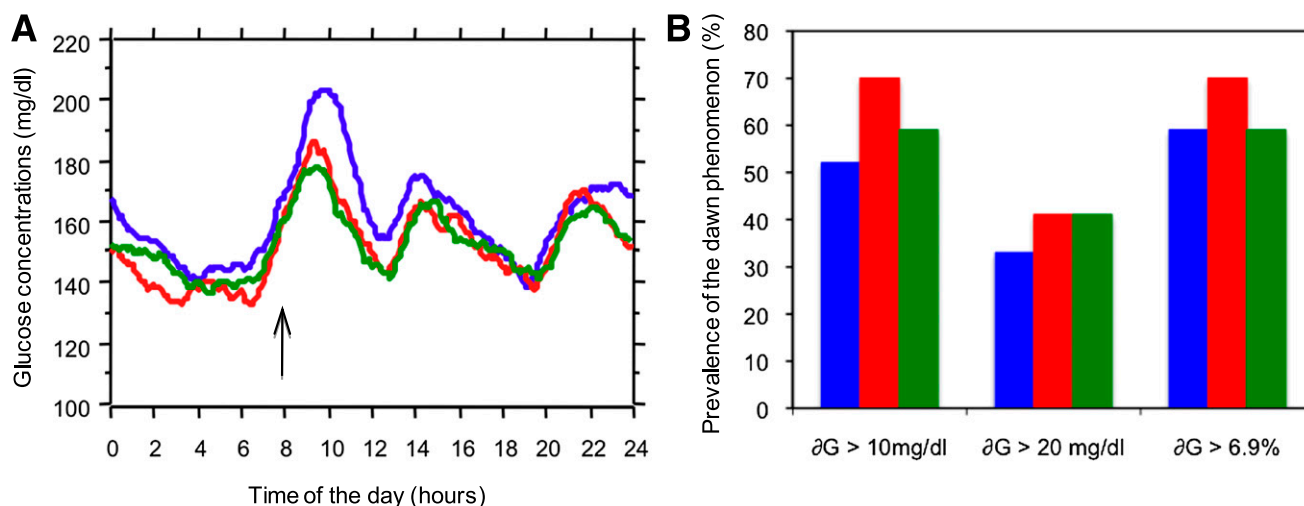 A
Glucose concentrations (mg/dl)
220
200
180
160
140
120
100
0 2 4 6 8 10 12 14 16 18 20 22 24
Time of the day (hours)
B
Prevalence of the dawn phenomenon (%)
80
70
60
50
40
30
20
10
0
∂G > 10mg/dl ∂G > 20 mg/dl ∂G > 6.9%